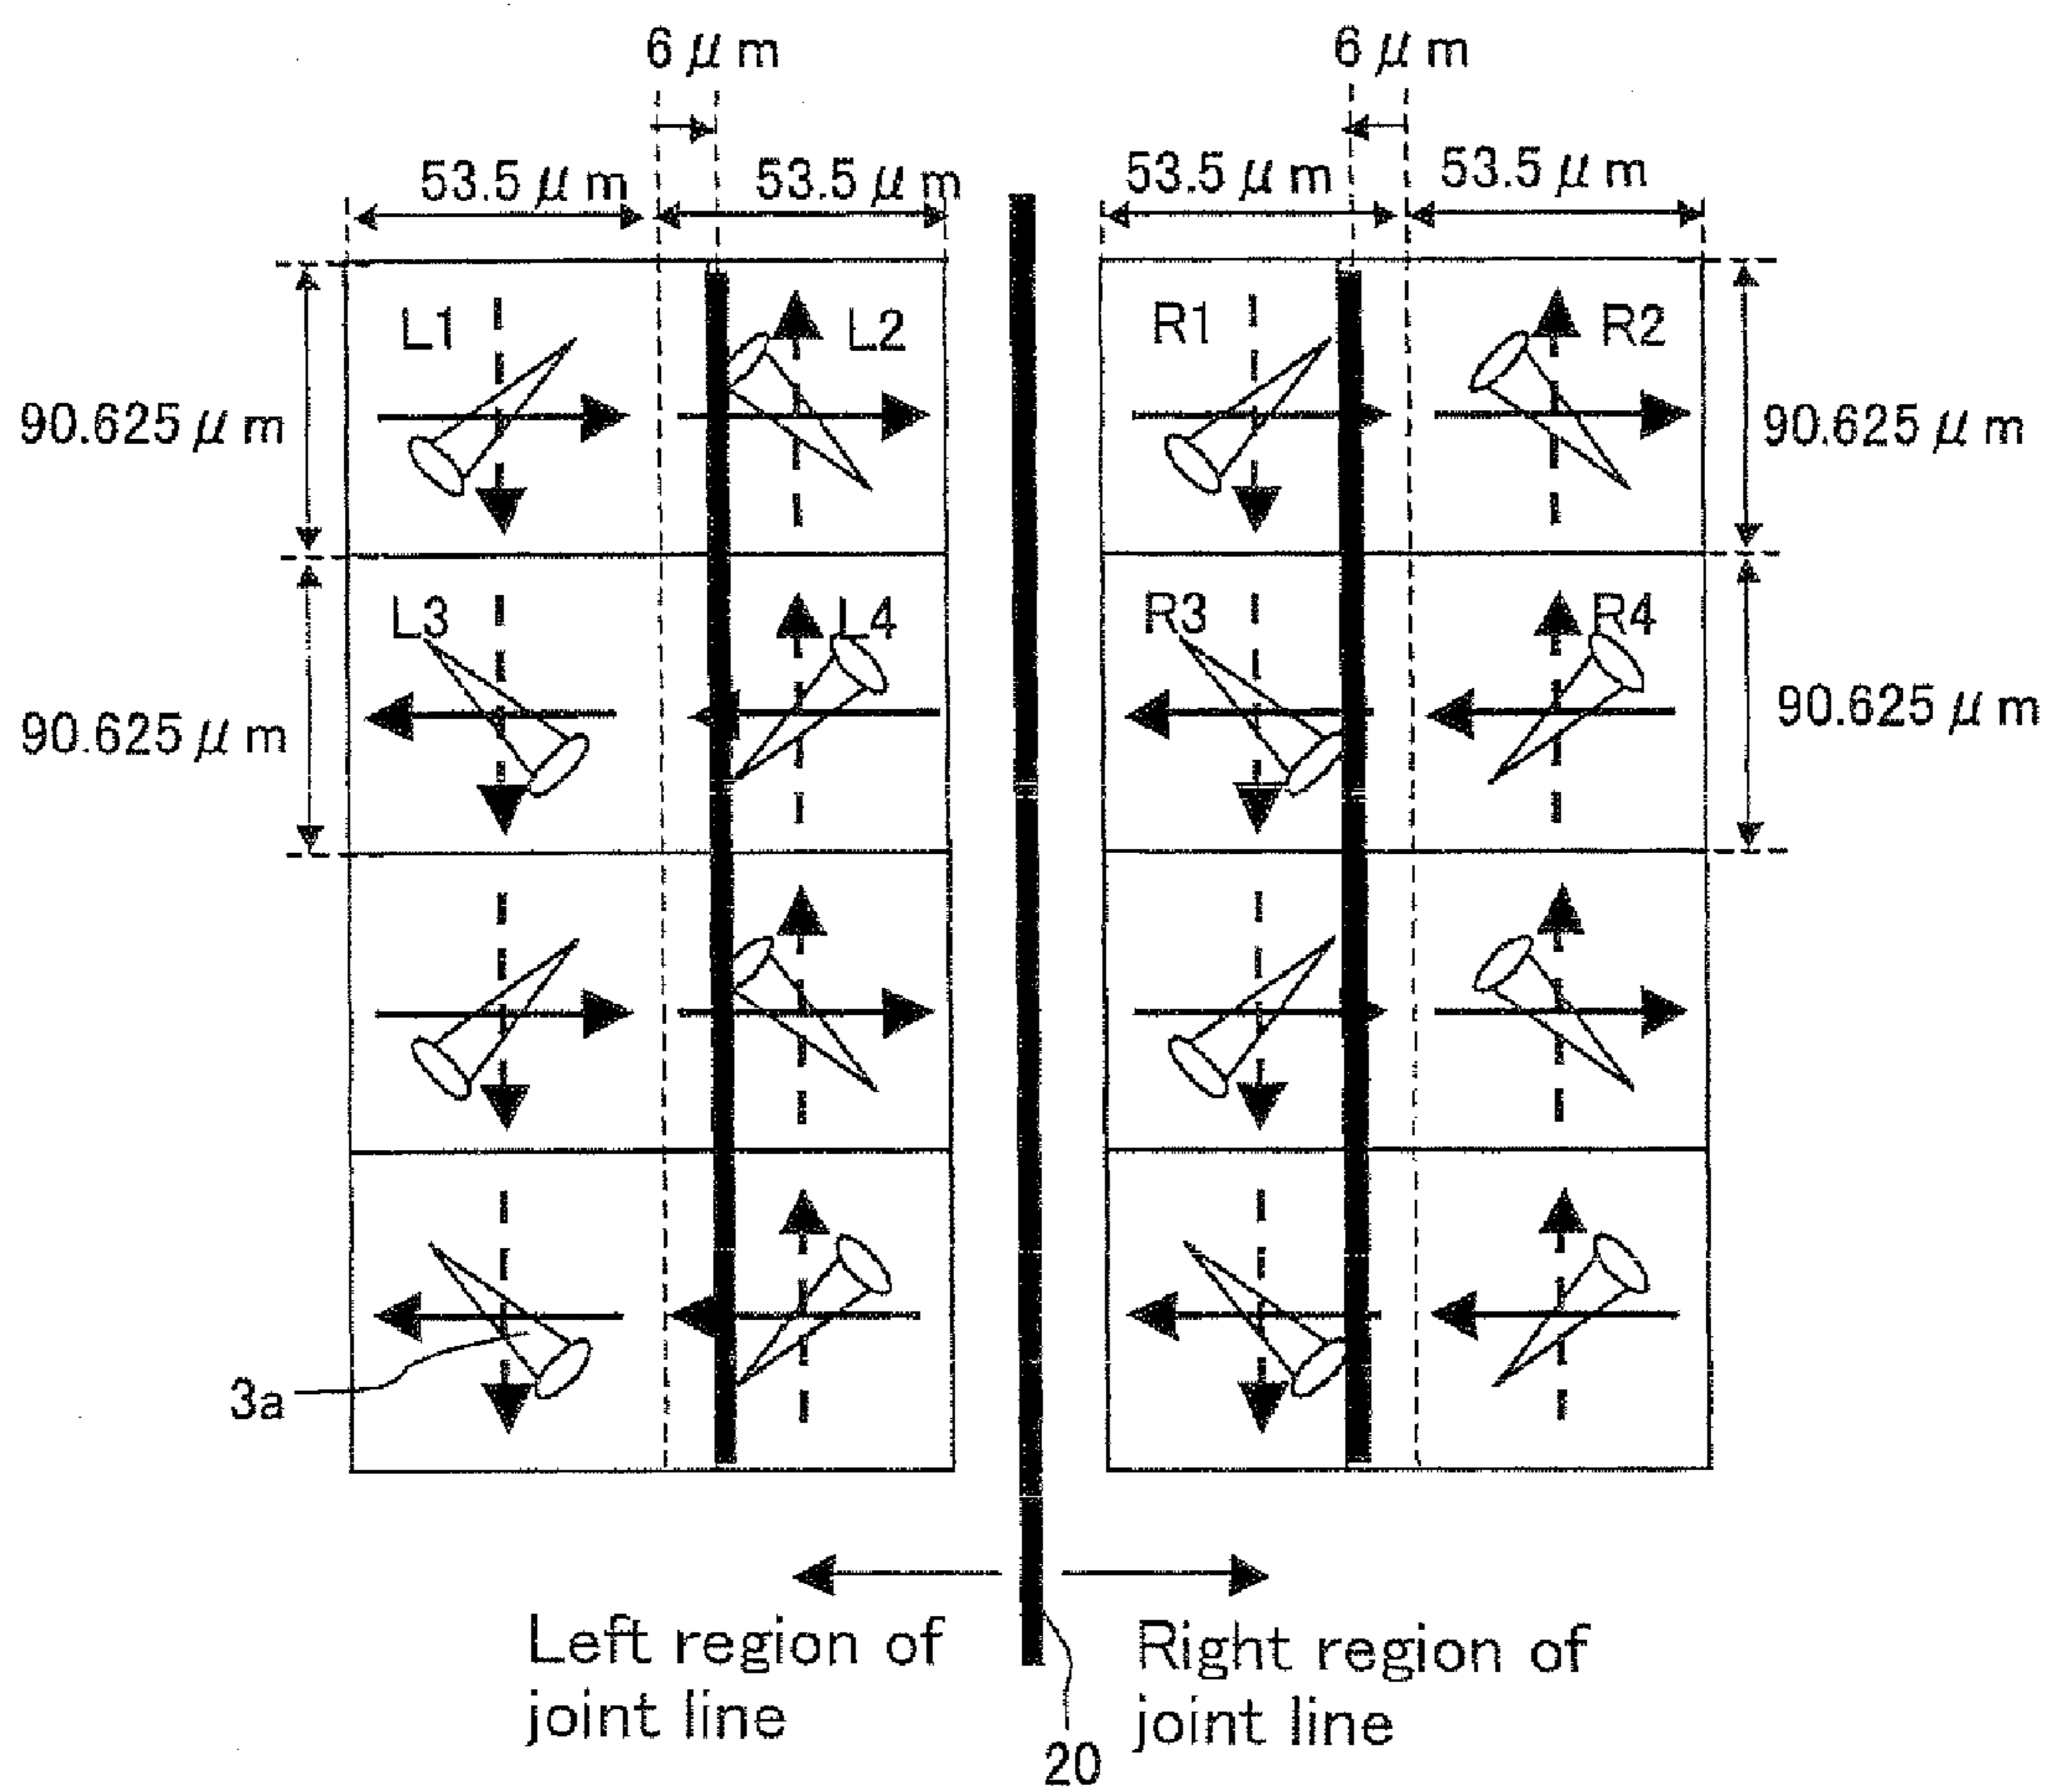 6 μ m 6 μ m
53.5 μ m 53.5 μ m 53.5 μ m 53.5 μ m
L1 L2 R1 R2
90.625 μ m 90.625 μ m
L3 L4 R3 R4
90.625 μ m 90.625 μ m
3a
Left region of
joint line
Right region of
joint line
20